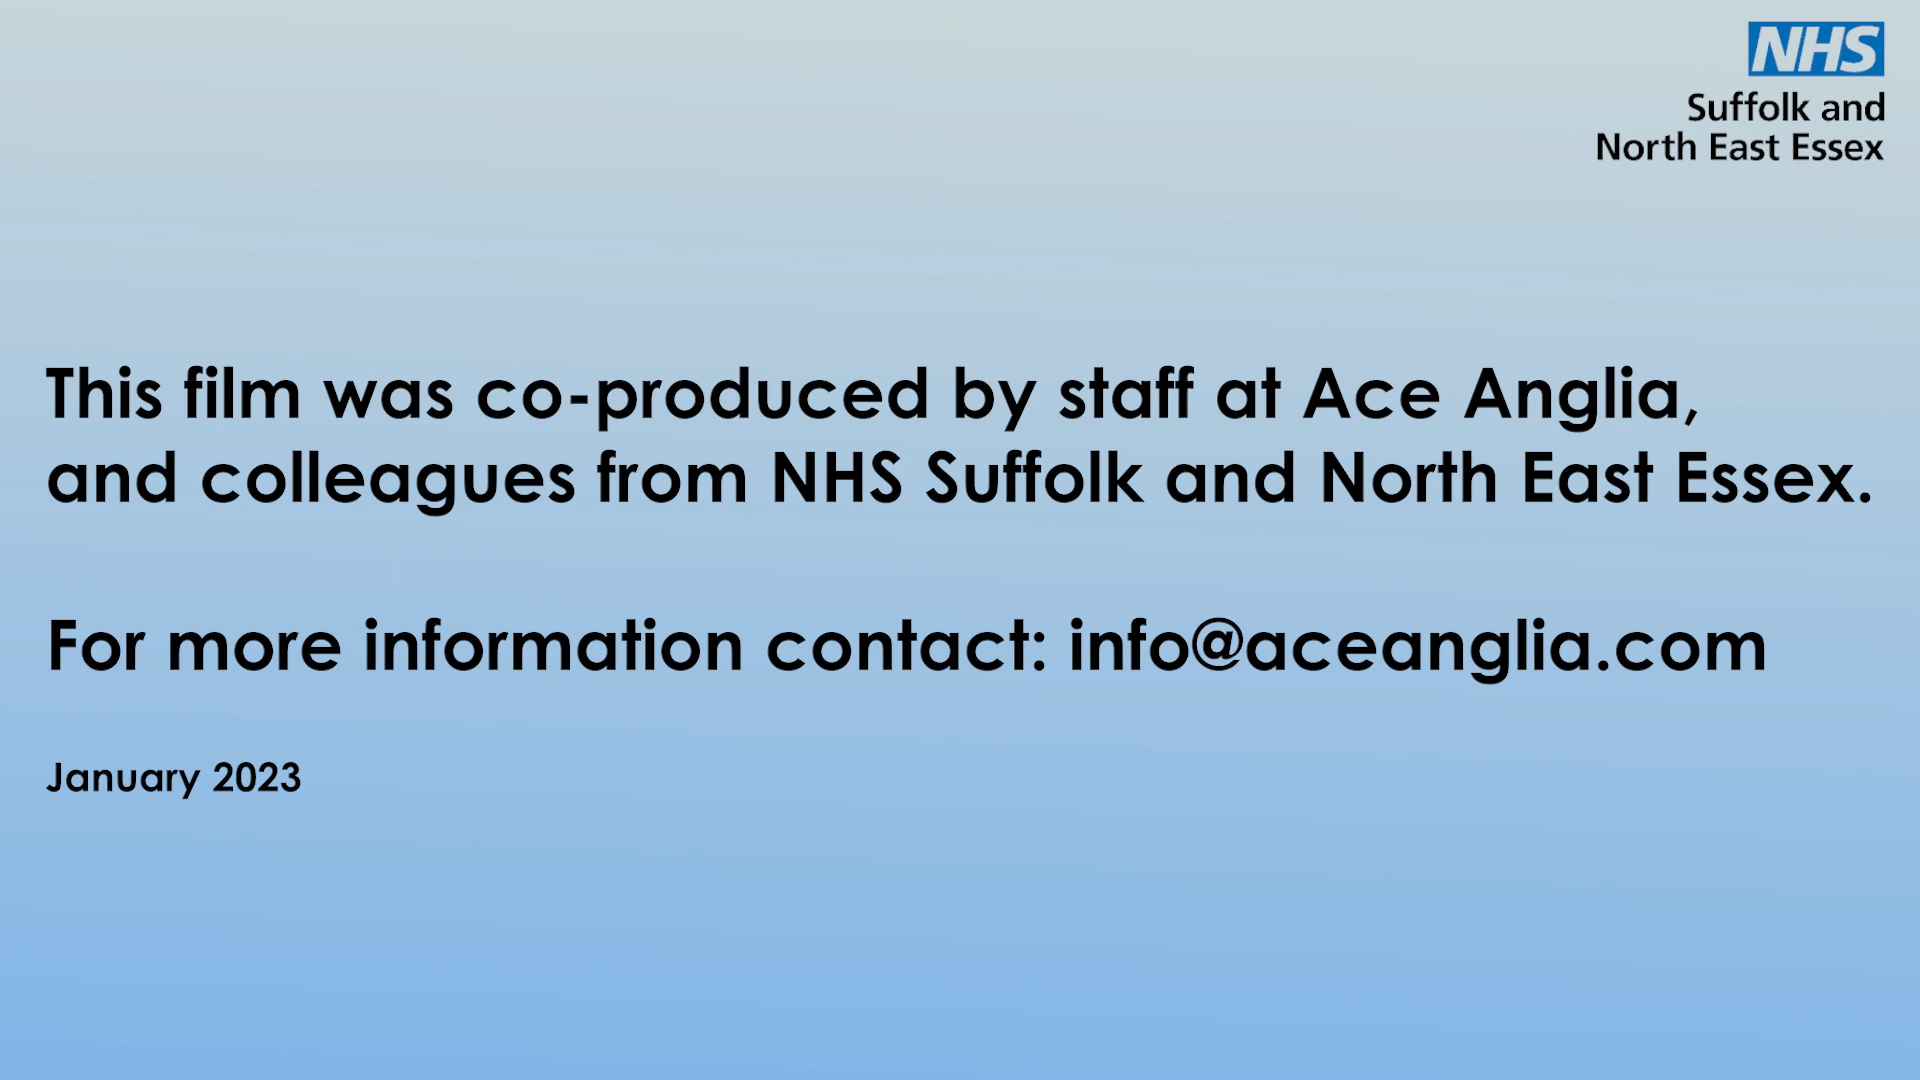 NHS
Suffolk and
North East Essex
This film was co-produced by staff at Ace Anglia,
and colleagues from NHS Suffolk and North East Essex.
For more information contact: info@aceanglia.com
January 2023